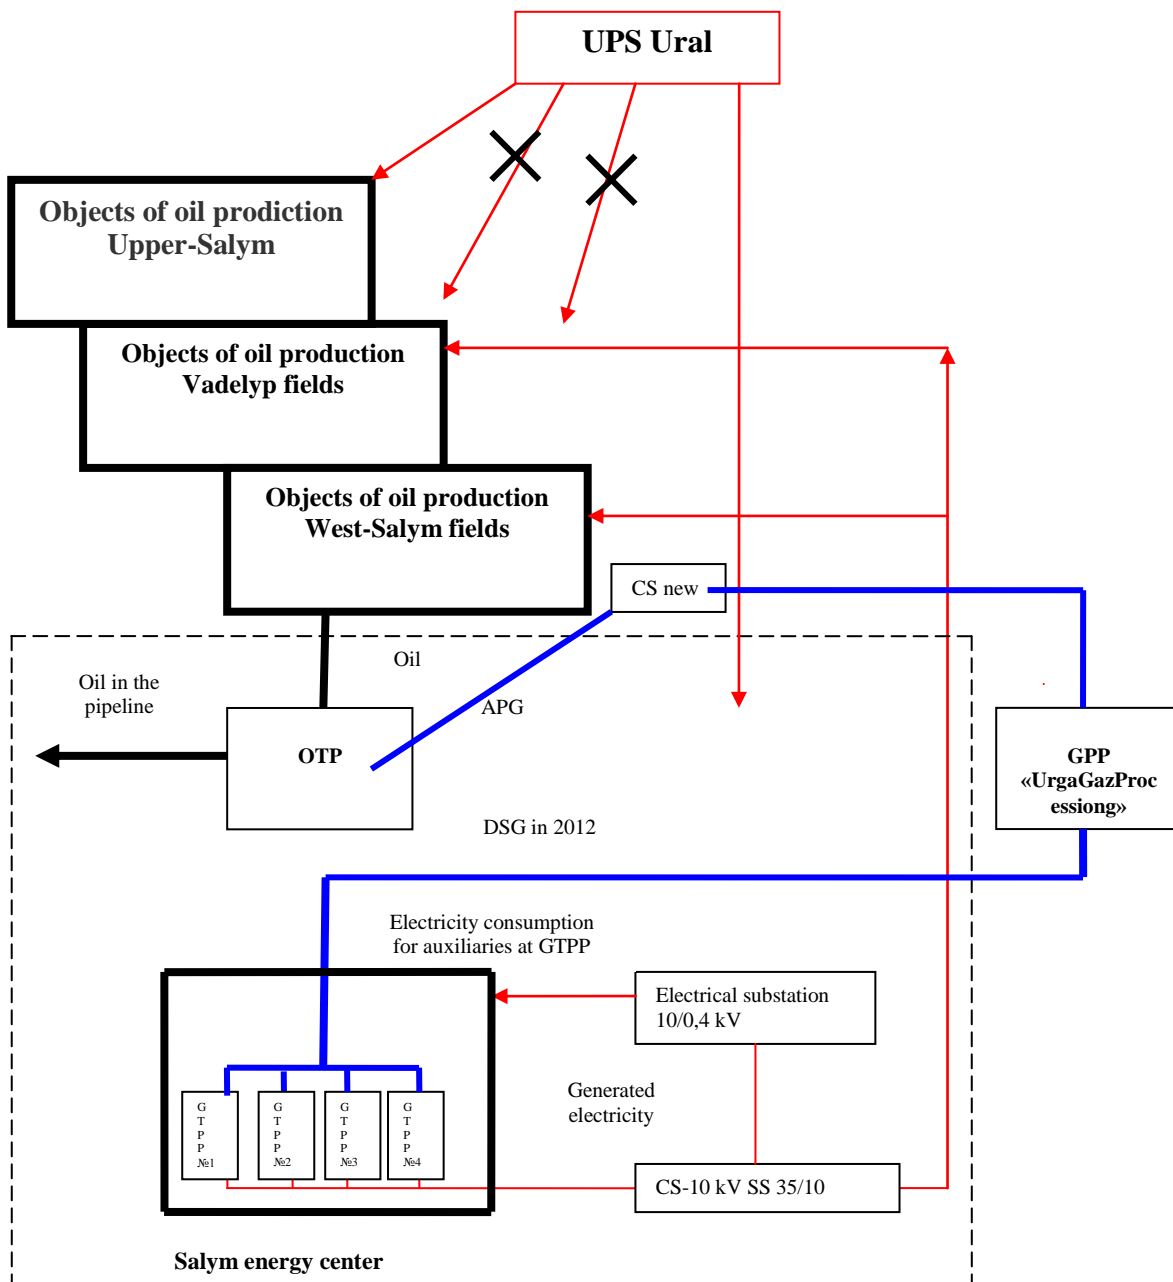 UPS Ural
Objects of oil prodiction
Upper-Salym
Objects of oil production
Vadelyp fields
Objects of oil production
West-Salym fields
CS new
Oil
Oil in the
pipeline
APG
OTP
GPP
«UrgaGazProc
essiong»
DSG in 2012
Electricity consumption
for auxiliaries at GTPP
Electrical substation
10/0,4 kV
Generated
electricity
G
T
P
P
№1
G
T
P
P
№2
G
T
P
P
№3
G
T
P
P
№4
CS-10 kV SS 35/10
Salym energy center